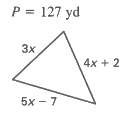 P = 127 yd
3x
4x + 2
5x − 7